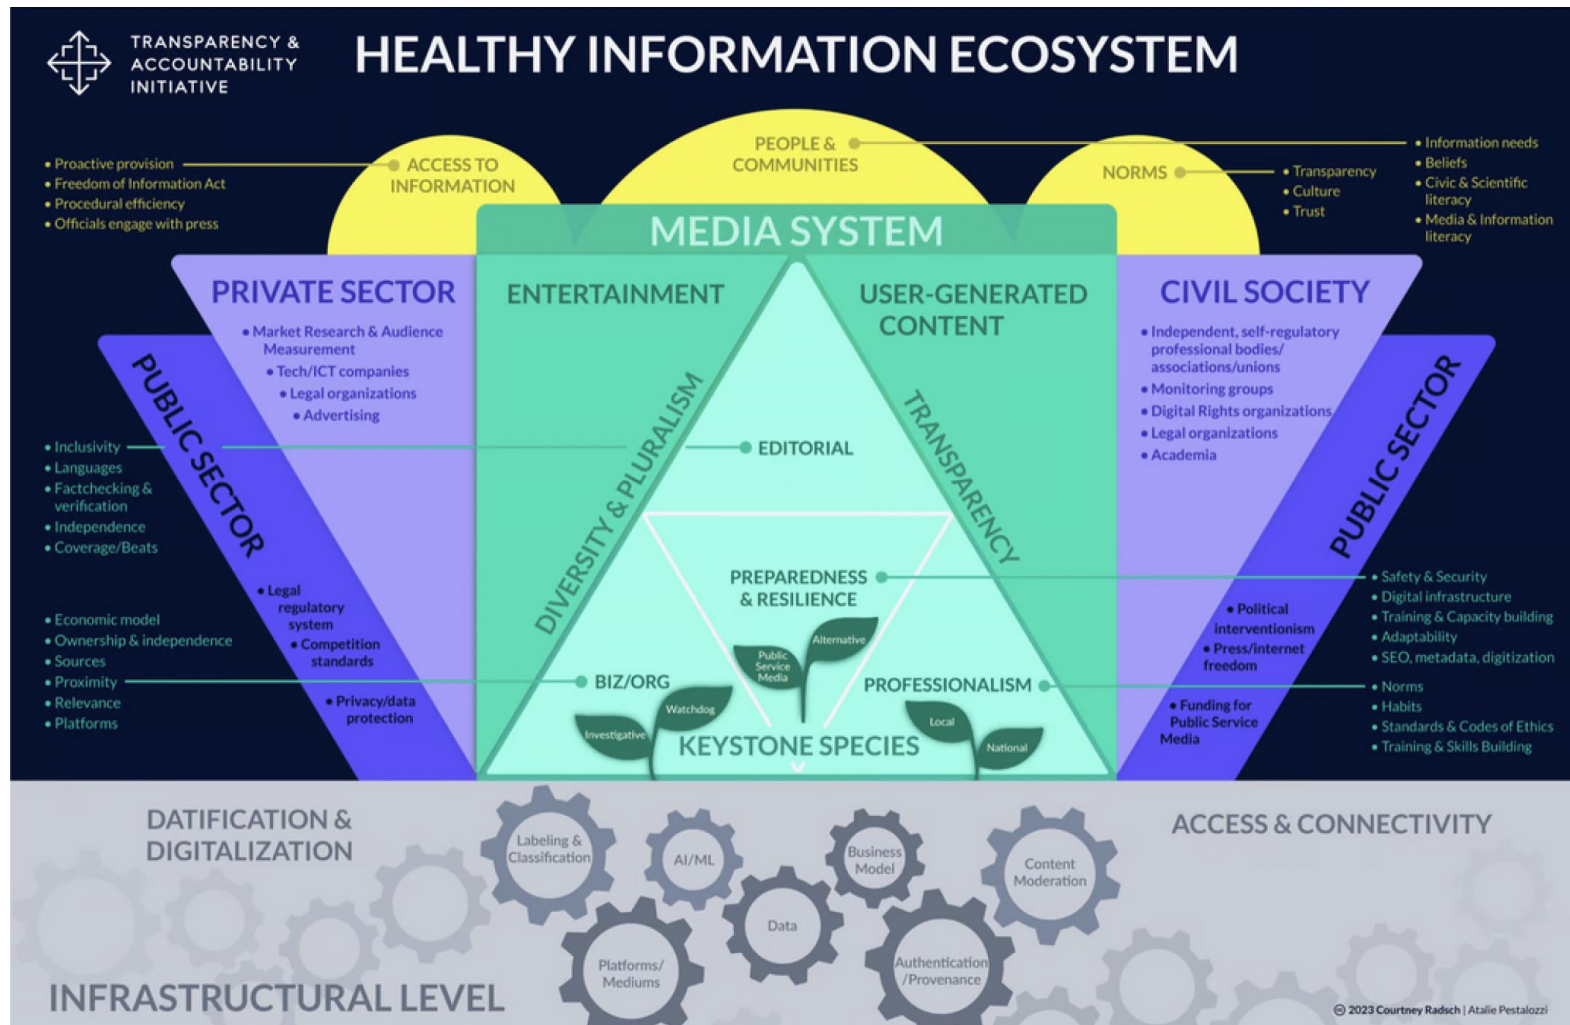 TRANSPARENCY &
ACCOUNTABILITY
INITIATIVE
HEALTHY INFORMATION ECOSYSTEM
• Proactive provision
• Freedom of Information Act
• Procedural efficiency
• Officials engage with press
ACCESS TO
INFORMATION
PEOPLE &
COMMUNITIES
NORMS
• Transparency
• Culture
• Trust
• Information needs
• Beliefs
• Civic & Scientific
literacy
• Media & Information
literacy
MEDIA SYSTEM
PRIVATE SECTOR
• Market Research & Audience
Measurement
• Tech/ICT companies
• Legal organizations
• Advertising
ENTERTAINMENT
USER-GENERATED
CONTENT
CIVIL SOCIETY
• Independent, self-regulatory
professional bodies/
associations/unions
• Monitoring groups
• Digital Rights organizations
• Legal organizations
• Academia
PUBLIC SECTOR
• Legal
regulatory
system
• Competition
standards
• Privacy/data
protection
PUBLIC SECTOR
• Political
interventionism
• Press/internet
freedom
• Funding for
Public Service
Media
• Inclusivity
• Languages
• Factchecking &
verification
• Independence
• Coverage/Beats
• Economic model
• Ownership & independence
• Sources
• Proximity
• Relevance
• Platforms
DIVERSITY & PLURALISM
TRANSPARENCY
EDITORIAL
PREPAREDNESS
& RESILIENCE
Alternative
Public
Service
Media
BIZ/ORG
Watchdog
Investigative
PROFESSIONALISM
Local
National
KEYSTONE SPECIES
• Safety & Security
• Digital infrastructure
• Training & Capacity building
• Adaptability
• SEO, metadata, digitization
• Norms
• Habits
• Standards & Codes of Ethics
• Training & Skills Building
DATIFICATION &
DIGITALIZATION
ACCESS & CONNECTIVITY
Labeling &
Classification
AI/ML
Business
Model
Content
Moderation
Data
Platforms/
Mediums
Authentication
/Provenance
INFRASTRUCTURAL LEVEL
🅭 2023 Courtney Radsch | Atalie Pestalozzi